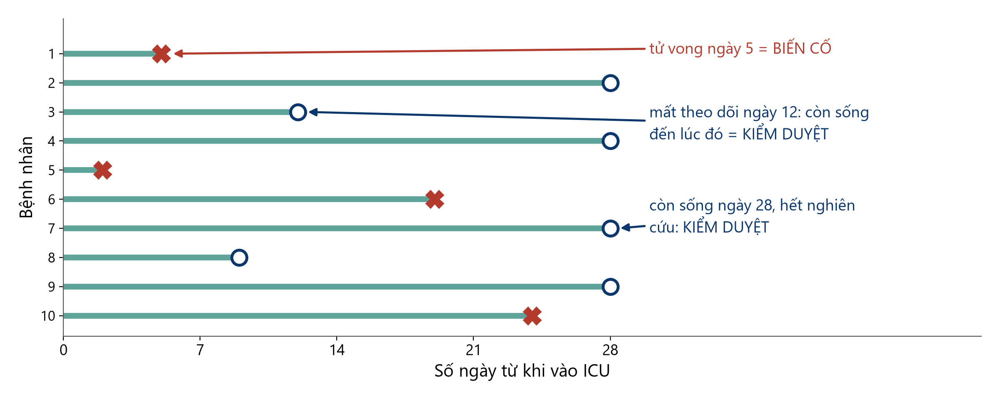 tử vong ngày 5 = BIẾN CỐ
mất theo dõi ngày 12: còn sống
đến lúc đó = KIỂM DUYỆT
còn sống ngày 28, hết nghiên
cứu: KIỂM DUYỆT
Bệnh nhân
1
2
3
4
5
6
7
8
9
10
0 7 14 21 28
Số ngày từ khi vào ICU